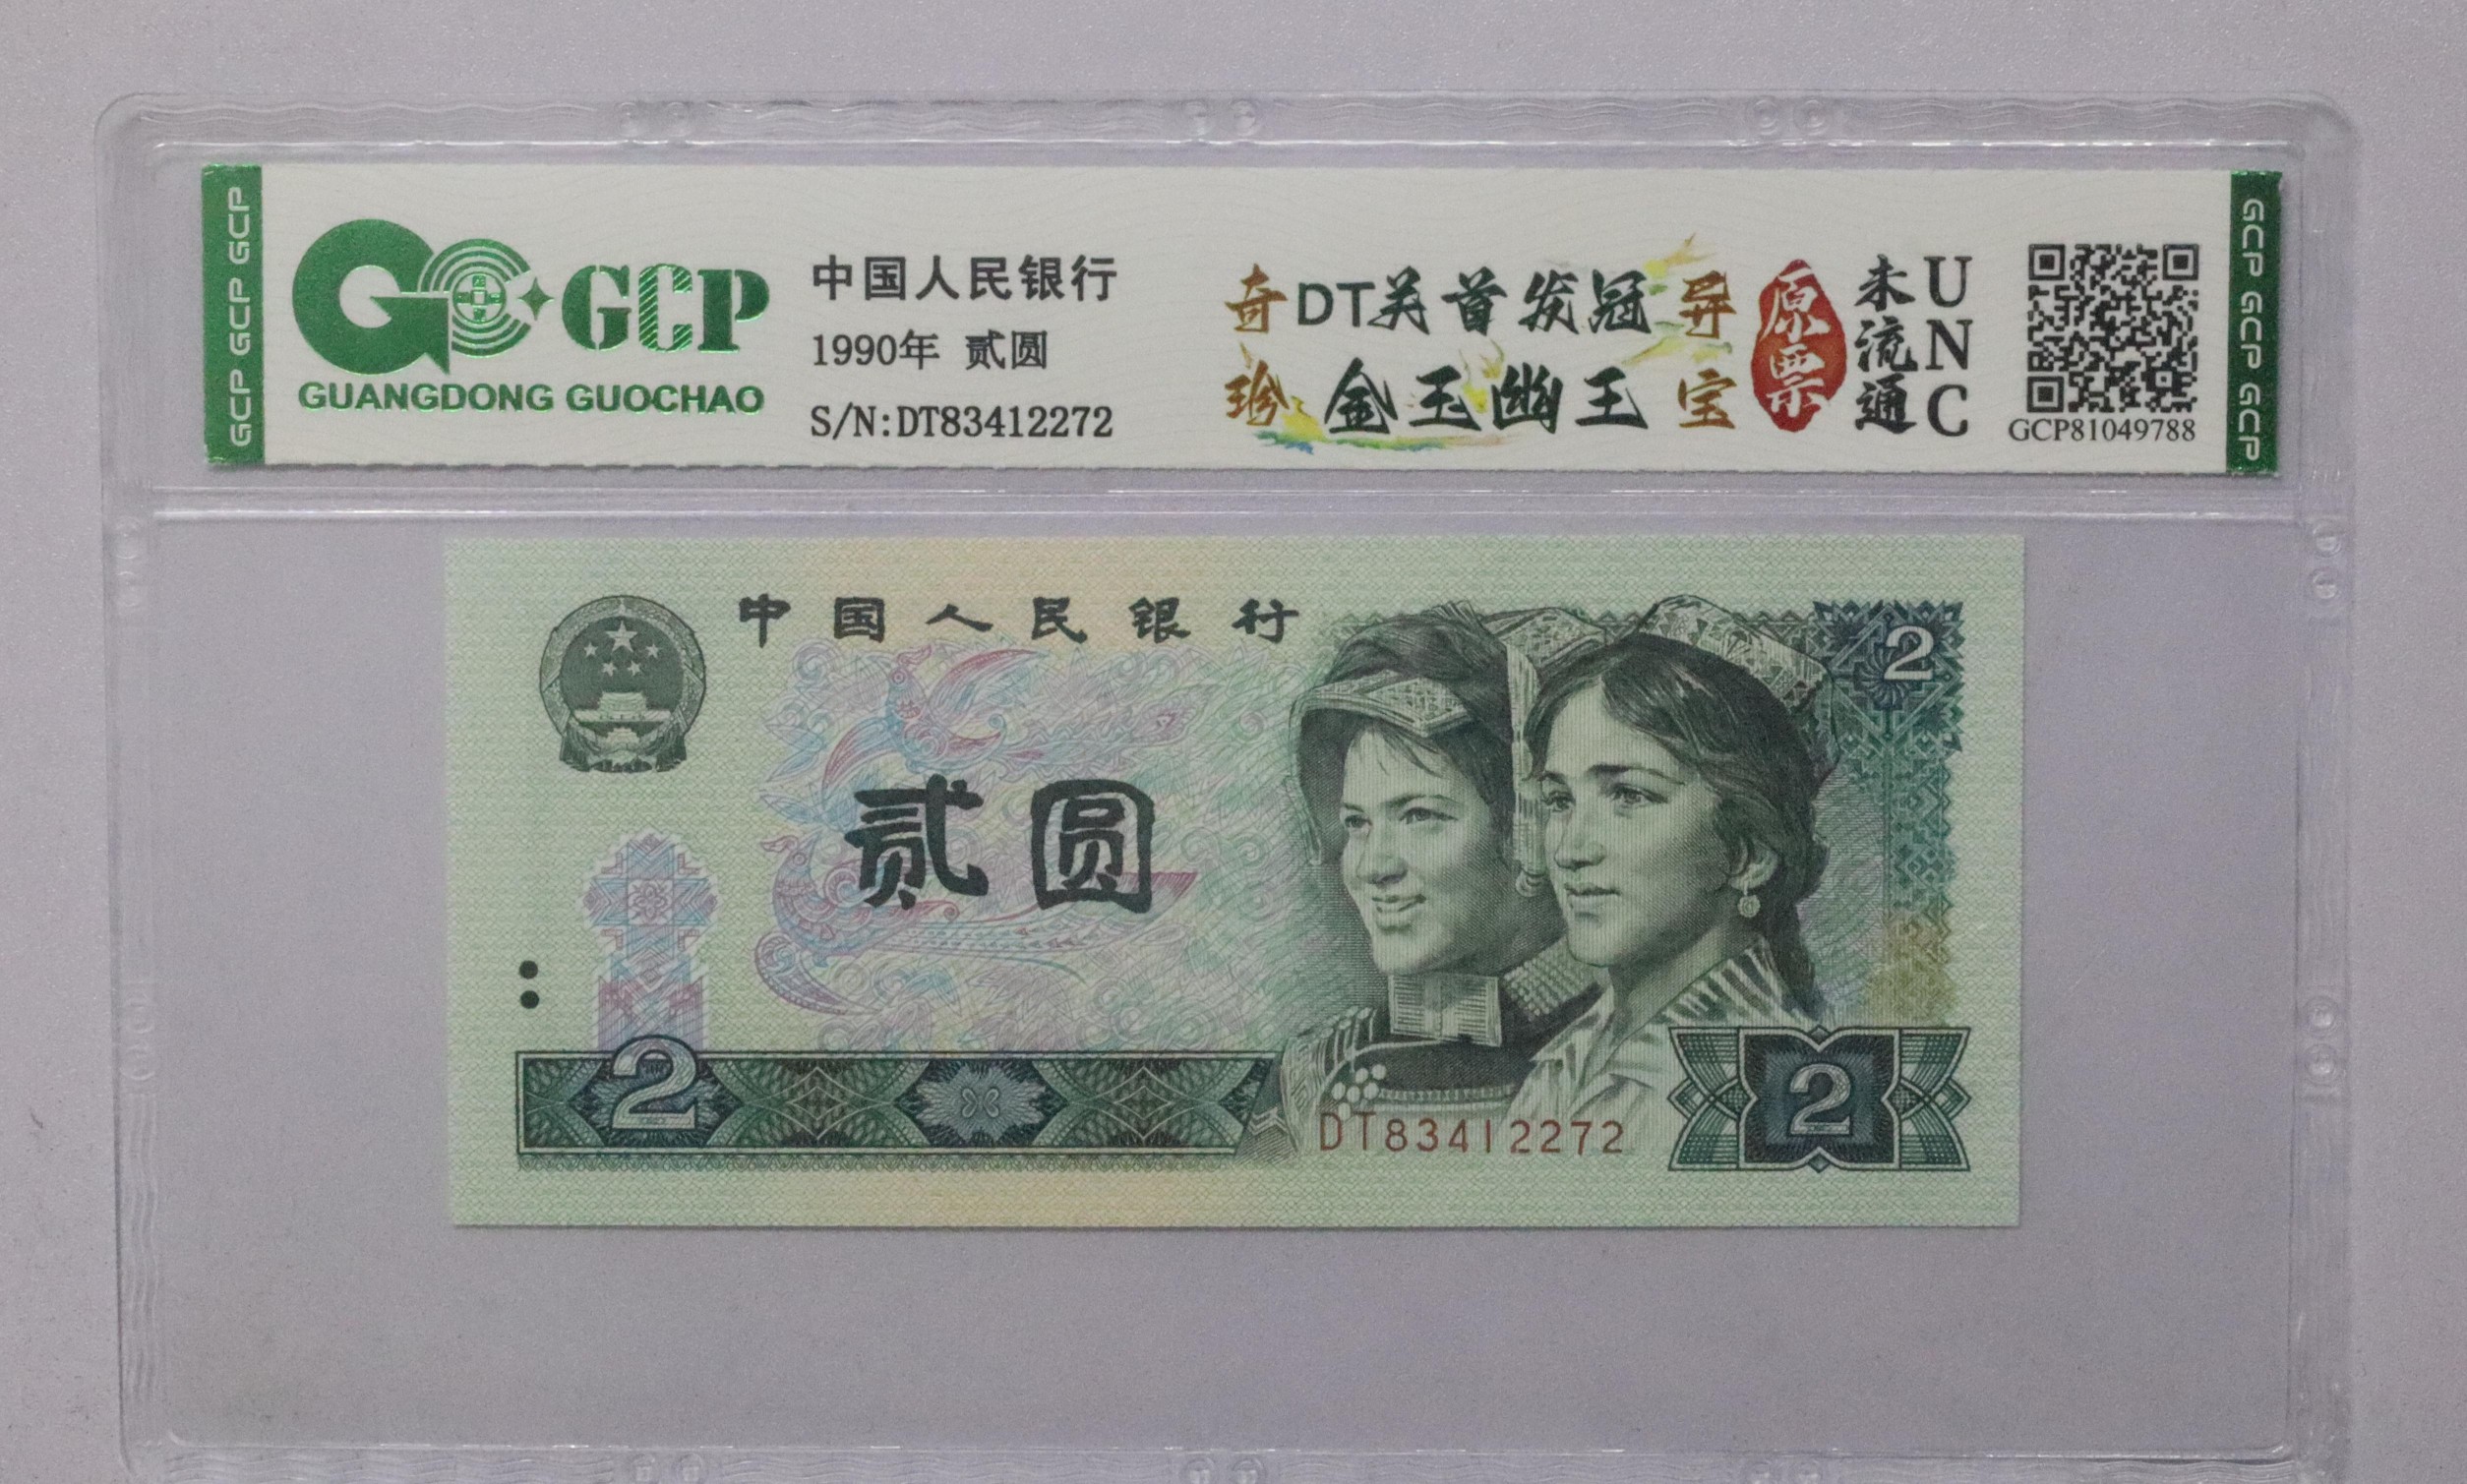 GCP GCP GCP
GCP
GUANGDONG GUOCHAO
中国人民银行
1990年 贰圆
S/N:DT83412272
奇珍
DT关首发冠
金玉幽王
异宝
原票
未流通
UNC
GCP81049788
GCP GCP GCP
中国人民银行
2
贰圆
2
DT83412272
2